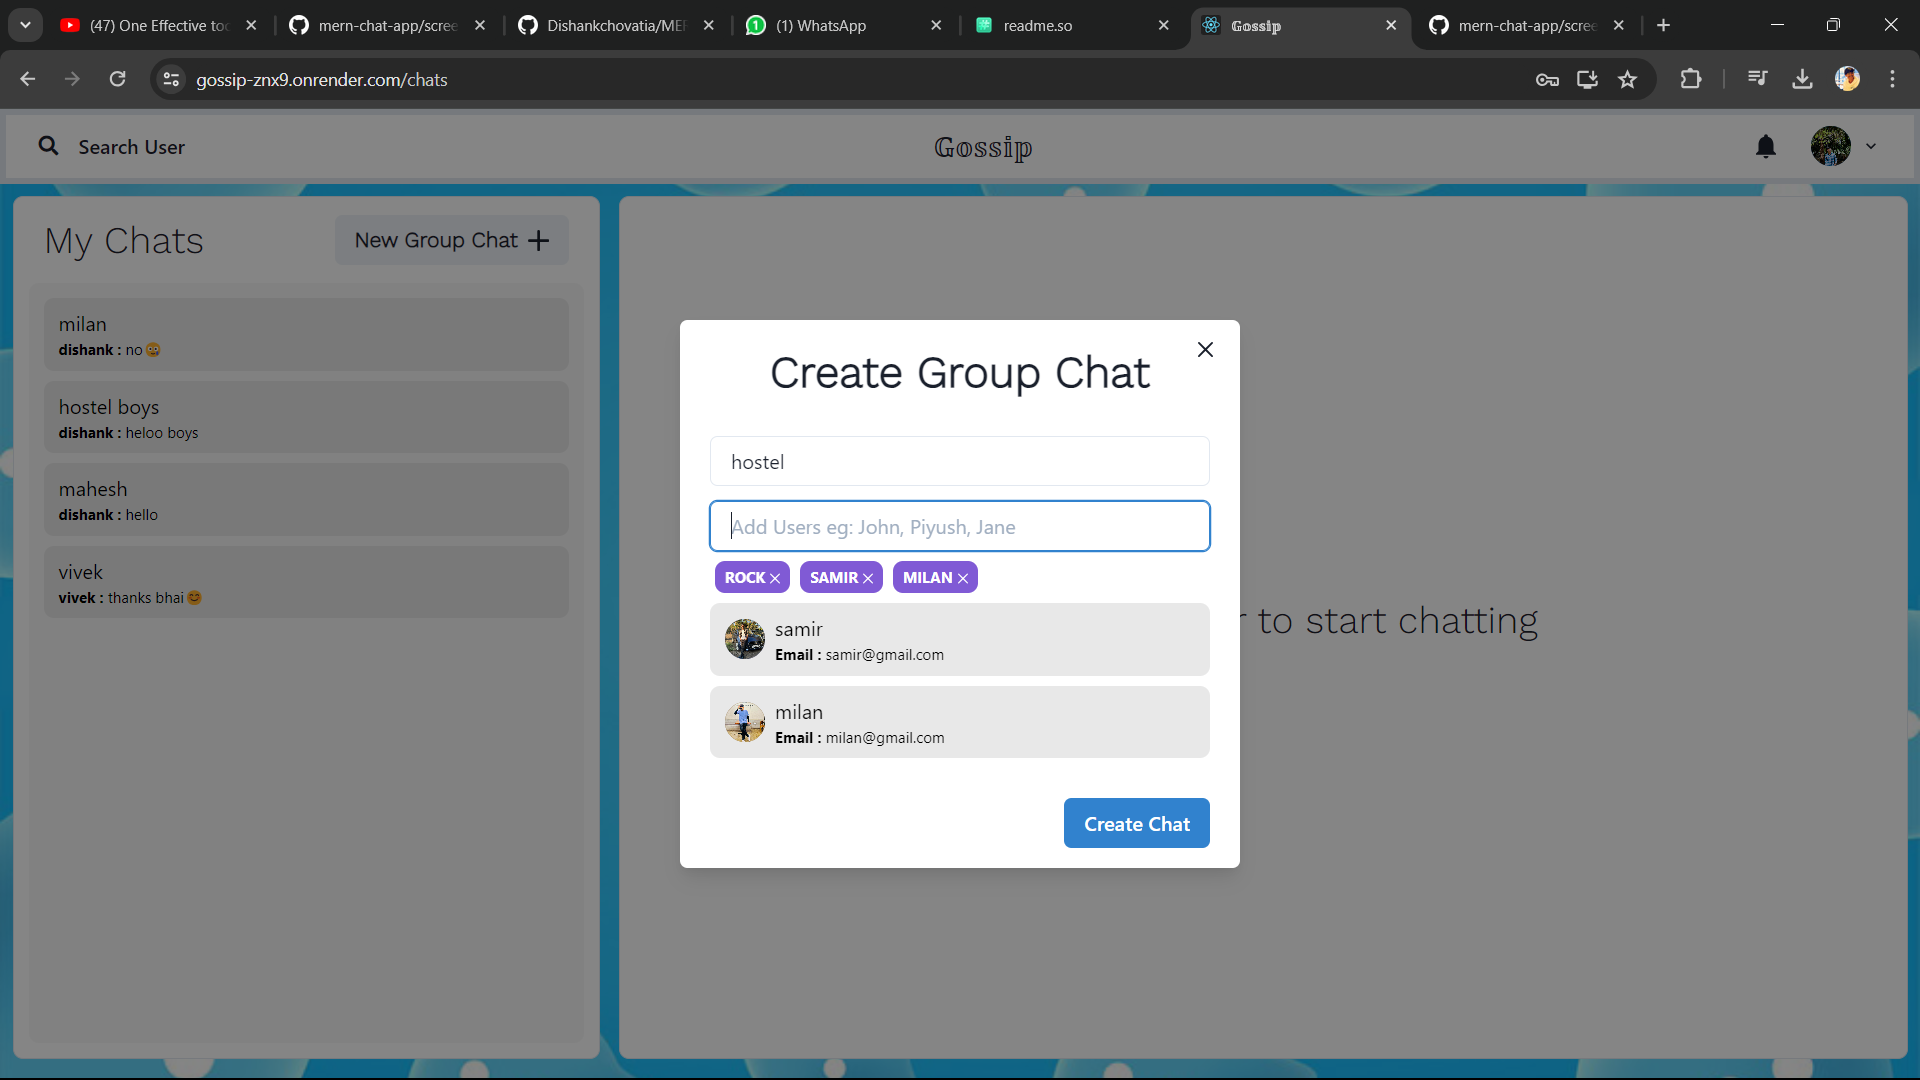 (47) One Effective too
mern-chat-app/scree
Dishankchovatia/MER
(1) WhatsApp
readme.so
Gossip
mern-chat-app/scree
gossip-znx9.onrender.com/chats
Search User
Gossip
My Chats
New Group Chat +
milan
dishank : no🤪
hostel boys
dishank : heloo boys
mahesh
dishank : hello
vivek
vivek : thanks bhai😊
Create Group Chat
hostel
Add Users eg: John, Piyush, Jane
ROCK
SAMIR
MILAN
samir
Email : samir@gmail.com
milan
Email : milan@gmail.com
to start chatting
Create Chat